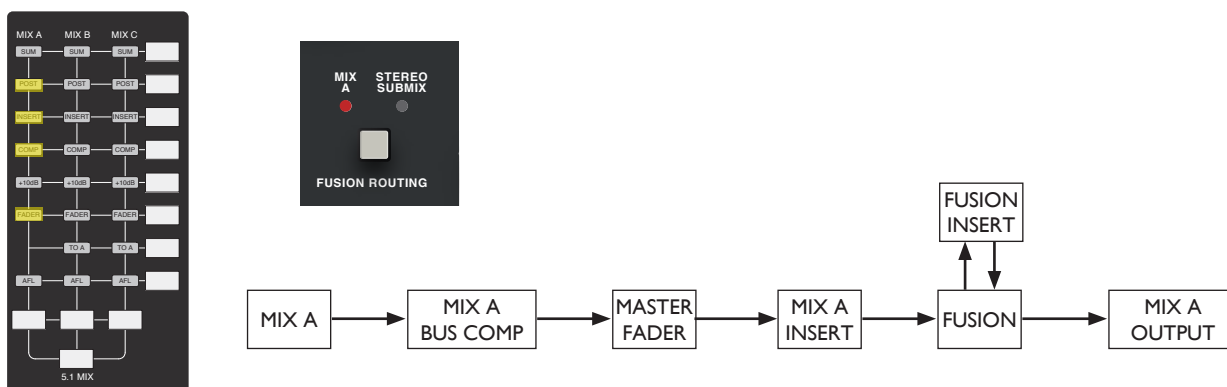 MIX A MIX B MIX C
SUM SUM SUM
POST POST POST
INSERT INSERT INSERT
COMP COMP COMP
+10dB +10dB +10dB
FADER FADER FADER
TO A TO A
AFL AFL AFL
5.1 MIX
MIX
A
STEREO
SUBMIX
FUSION ROUTING
MIX A
MIX A
BUS COMP
MASTER
FADER
MIX A
INSERT
FUSION
INSERT
FUSION
MIX A
OUTPUT